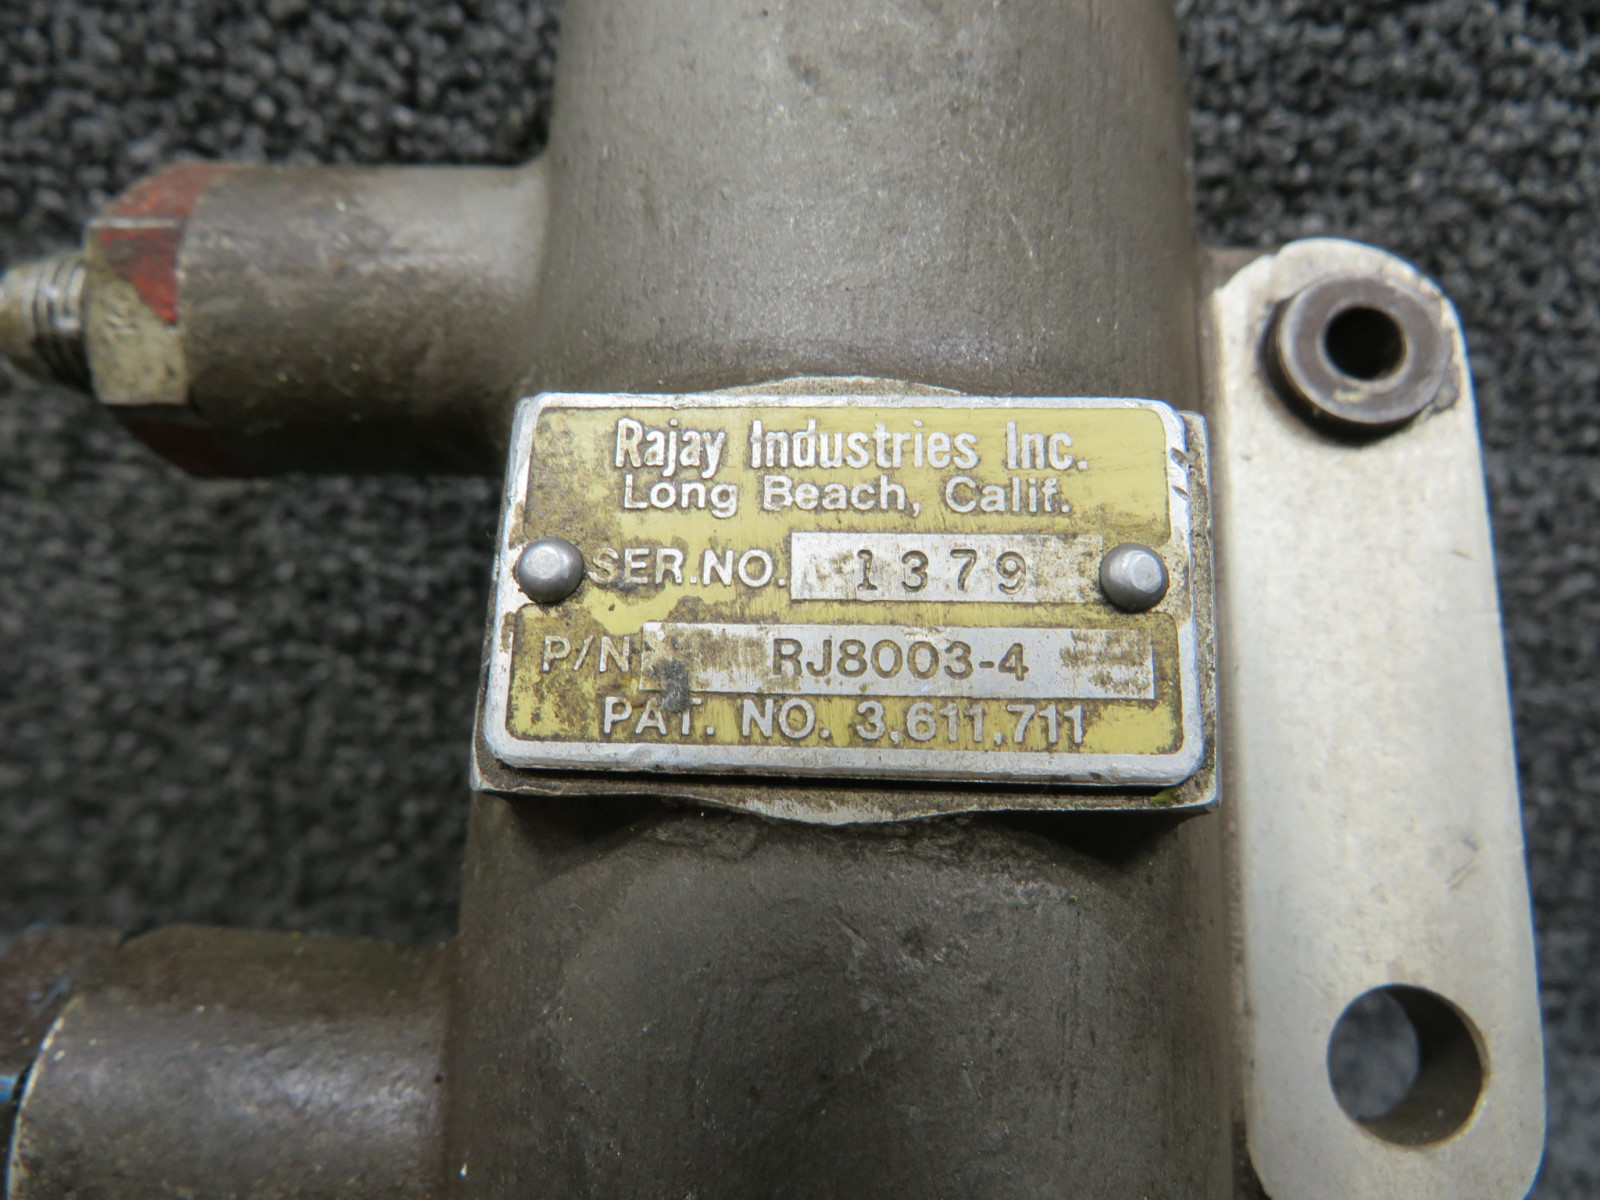 Rajay Industries Inc.
Long Beach, Calif.
SER.NO. 1379
P/N RJ8003-4
PAT. NO. 3,611,711